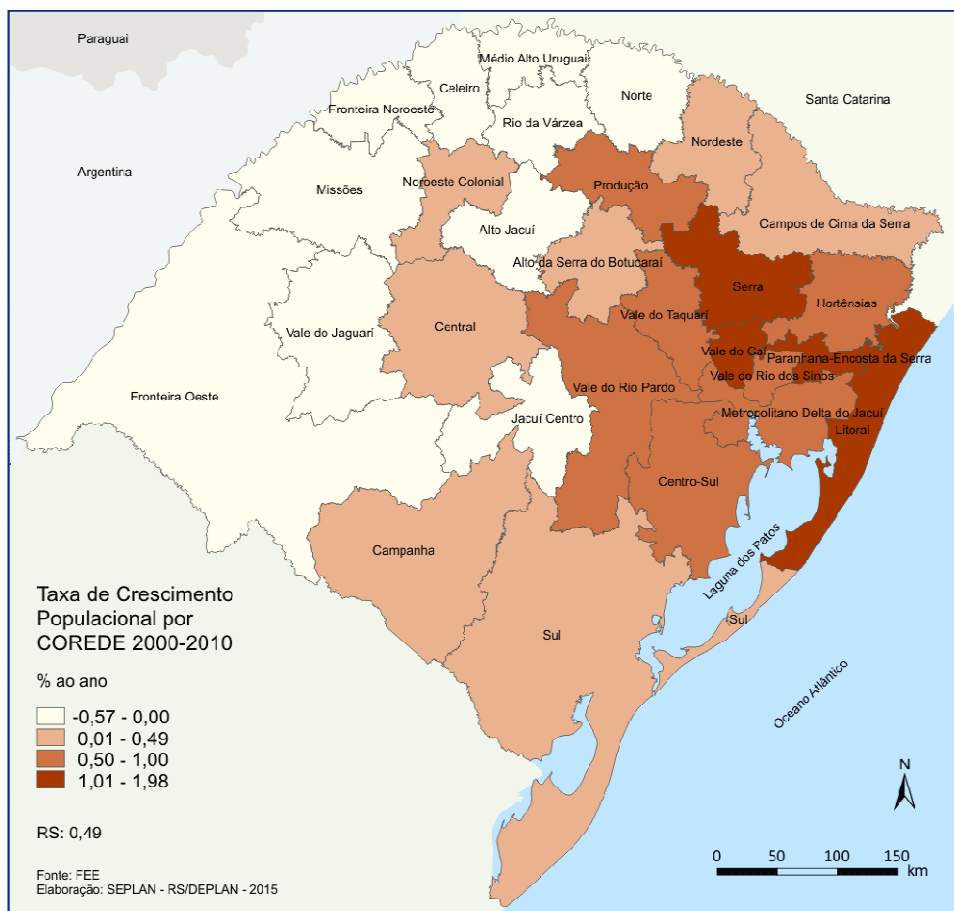 Paraguai
Médio Alto Uruguai
Celeiro
Norte
Santa Catarina
Fronteira Noroeste
Rio da Várzea
Nordeste
Argentina
Noroeste Colonial
Missões
Produção
Campos de Cima da Serra
Alto Jacuí
Alto da Serra do Botucaraí
Serra
Hortênsias
Vale do Taquari
Central
Vale do Jaguarí
Vale do Caí
Paranhana-Encosta da Serra
Vale do Rio dos Sinos
Fronteira Oeste
Vale do Rio Pardo
Jacuí Centro
Metropolitano Delta do Jacuí
Litoral
Centro-Sul
Campanha
Laguna dos Patos
Sul
Sul
Oceano Atlântico
Taxa de Crescimento
Populacional por
COREDE 2000-2010
% ao ano
-0,57 - 0,00
0,01 - 0,49
0,50 - 1,00
1,01 - 1,98
RS: 0,49
Fonte: FEE
Elaboração: SEPLAN - RS/DEPLAN - 2015
N
0 50 100 150
km